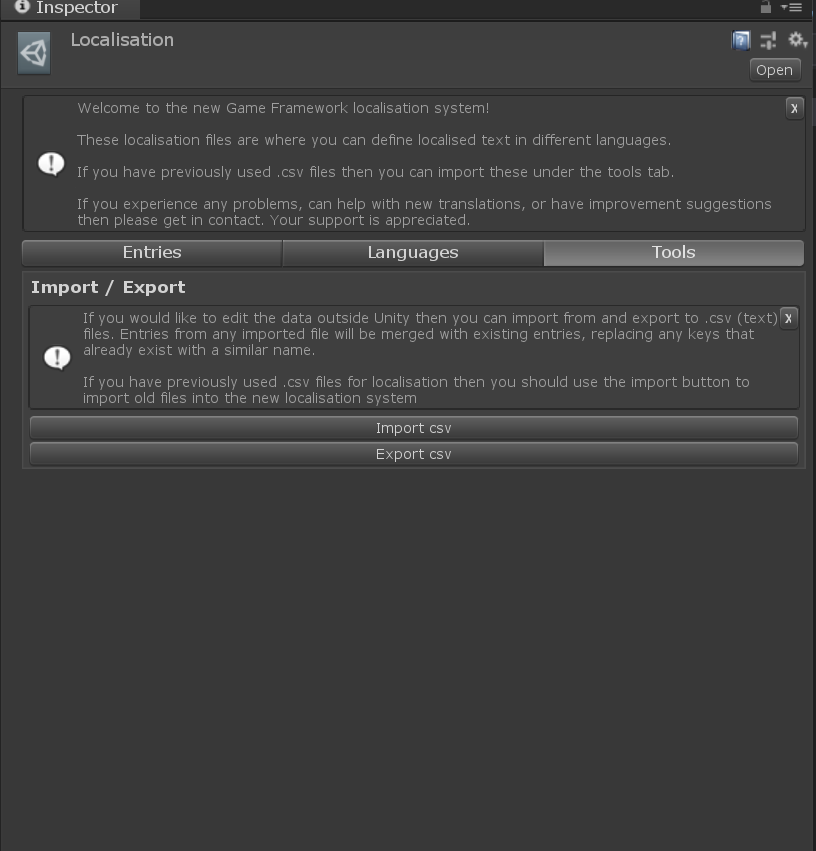 Inspector
Localisation
Open
Welcome to the new Game Framework localisation system!
x
These localisation files are where you can define localised text in different languages.
If you have previously used .csv files then you can import these under the tools tab.
If you experience any problems, can help with new translations, or have improvement suggestions
then please get in contact. Your support is appreciated.
Entries
Languages
Tools
Import / Export
If you would like to edit the data outside Unity then you can import from and export to .csv (text)
x
files. Entries from any imported file will be merged with existing entries, replacing any keys that
already exist with a similar name.
If you have previously used .csv files for localisation then you should use the import button to
import old files into the new localisation system
Import csv
Export csv